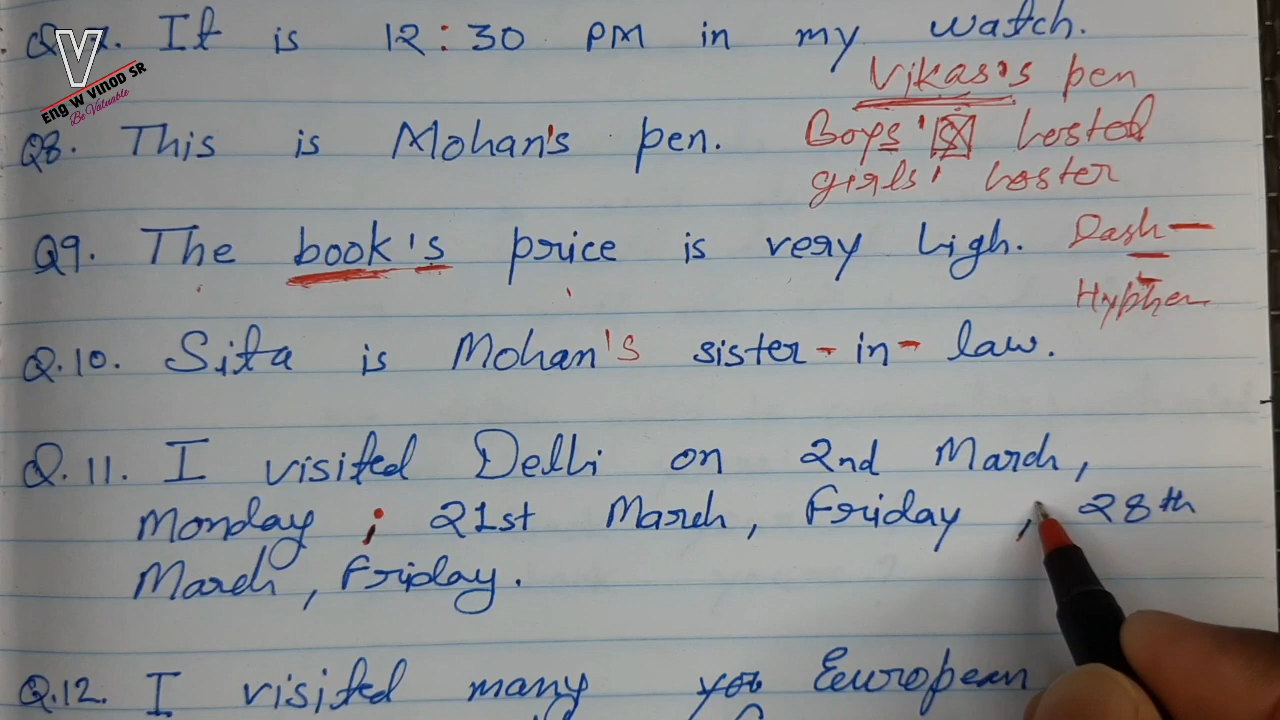 Q7. It is 12:30 PM in my watch.
V
Eng W Vinod SR
Be Valuable
Vikas's pen
Q8. This is Mohan's pen.
Boys' s hostel
girls' hoster
Q9. The book's price is very high.
Dash —
Hyphen -
Q.10. Sita is Mohan's sister-in-law.
Q.11. I visited Delhi on 2nd March,
Monday ; 21st March, Friday , 28th
March, Friday.
Q.12. I visited many European